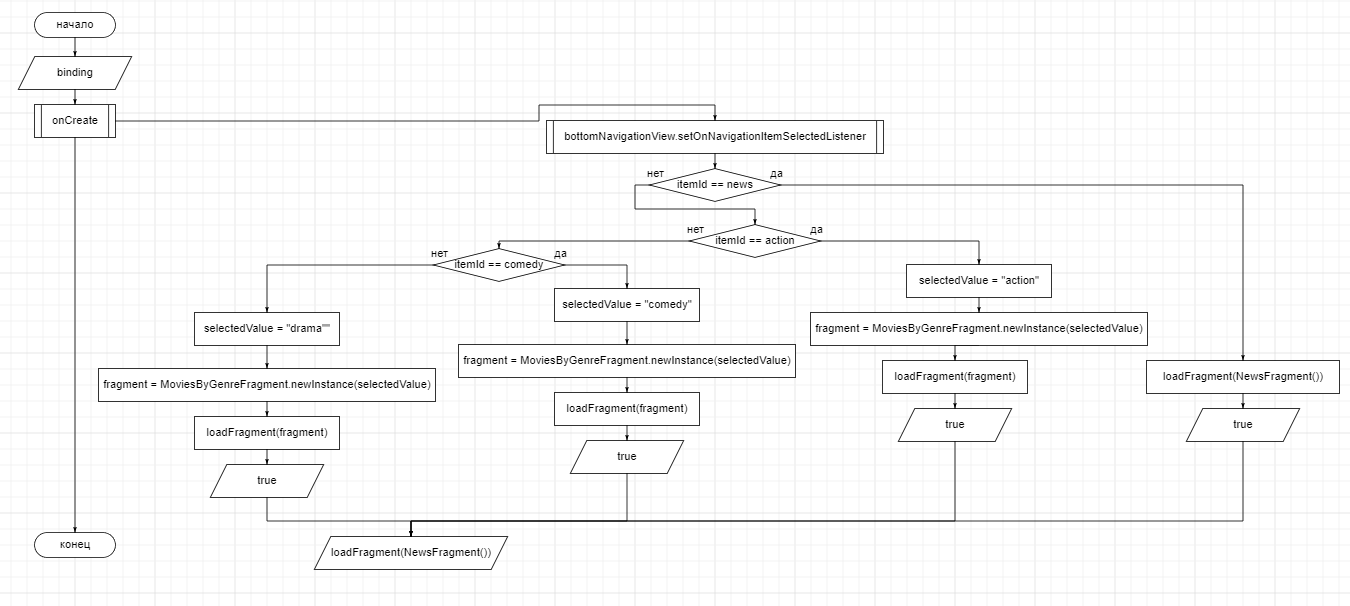 начало
binding
onCreate
bottomNavigationView.setOnNavigationItemSelectedListener
нет
да
itemId == news
нет
да
itemId == action
нет
да
itemId == comedy
selectedValue = "action"
selectedValue = "comedy"
selectedValue = "drama""
fragment = MoviesByGenreFragment.newInstance(selectedValue)
fragment = MoviesByGenreFragment.newInstance(selectedValue)
fragment = MoviesByGenreFragment.newInstance(selectedValue)
loadFragment(fragment)
loadFragment(NewsFragment())
loadFragment(fragment)
loadFragment(fragment)
true
true
true
true
конец
loadFragment(NewsFragment())